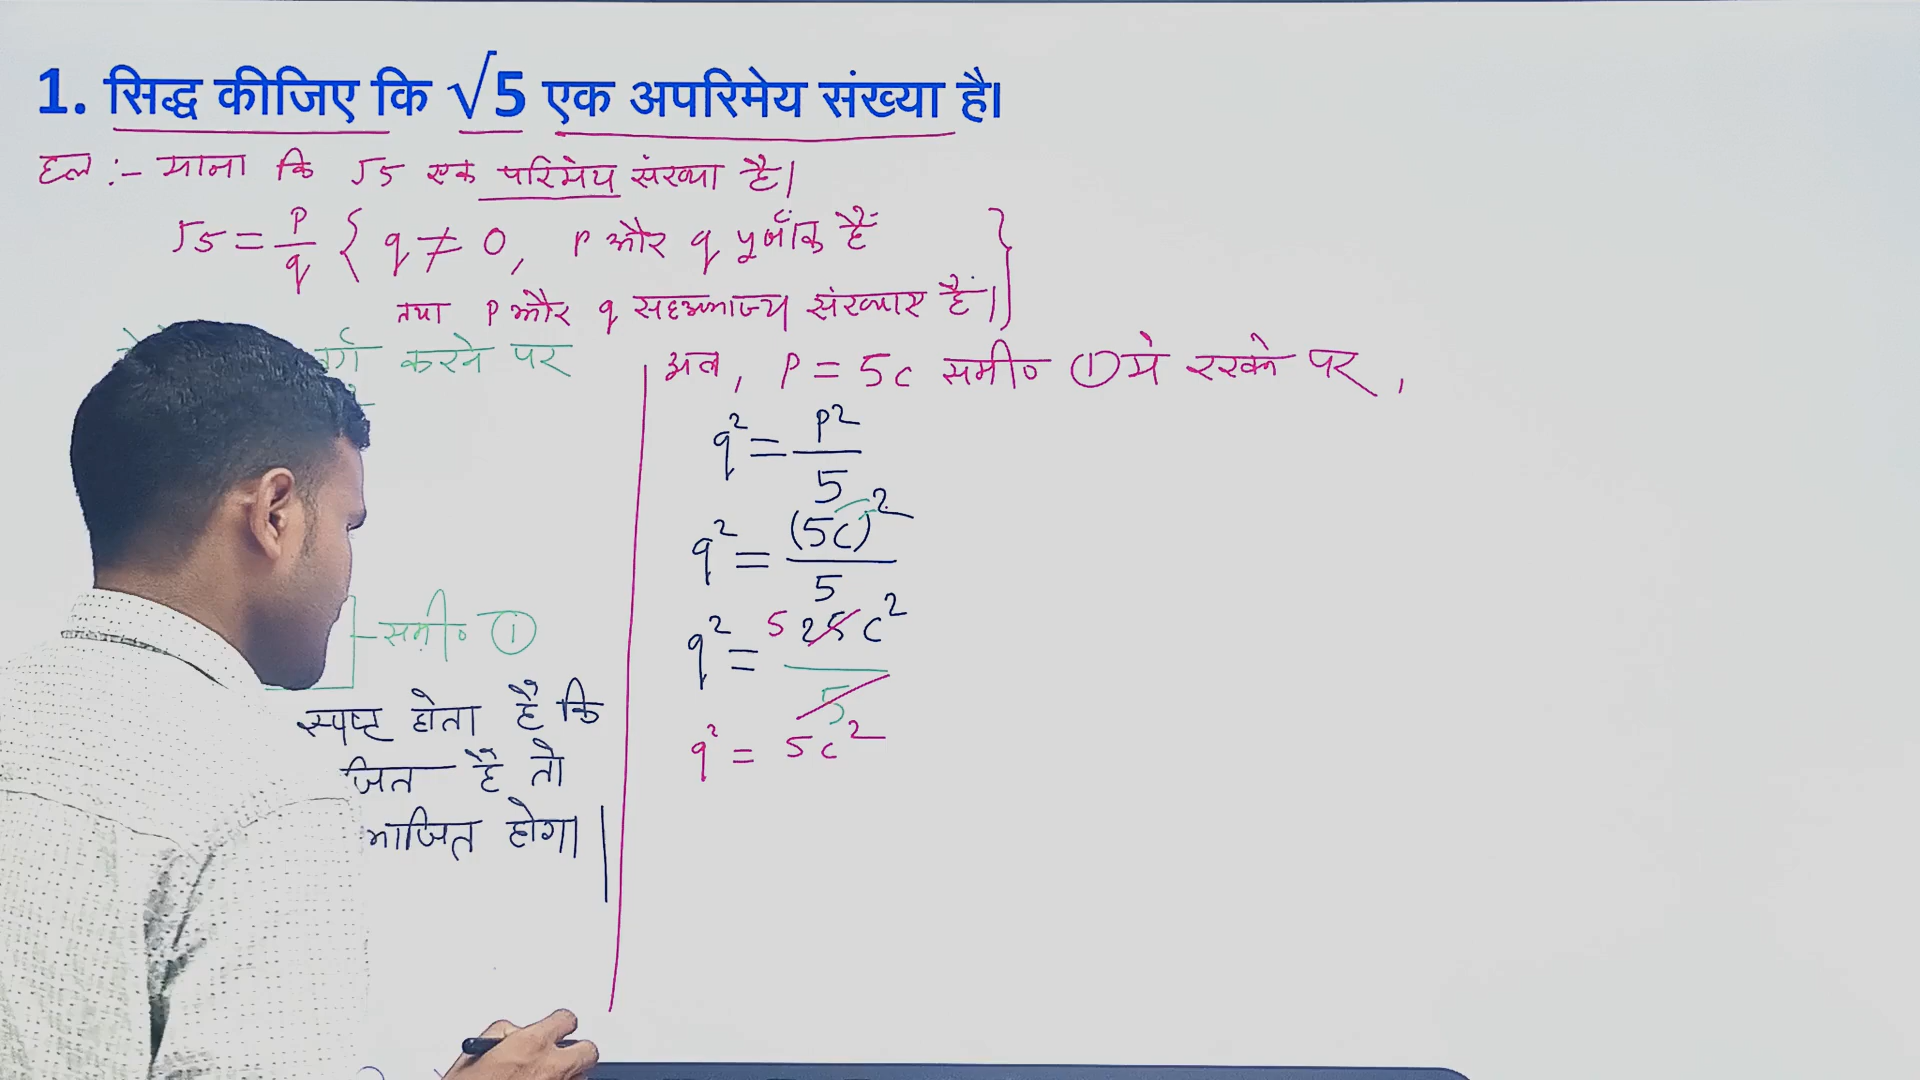 1. सिद्ध कीजिए कि √5 एक अपरिमेय संख्या है।
हल :- माना कि √5 एक परिमेय संख्या है।
√5 = p/q { q ≠ 0, p और q पूर्णांक हैं
तथा p और q सहअभाज्य संख्याएं हैं। }
वर्ग करने पर
समी० ①
स्पष्ट होता है कि
जित है तो
भाजित होगा।
अब, p = 5c समी० ① मे रखने पर,
q² = p²/5
q² = (5c)²/5
q² = 5 25c²/5
q² = 5c²